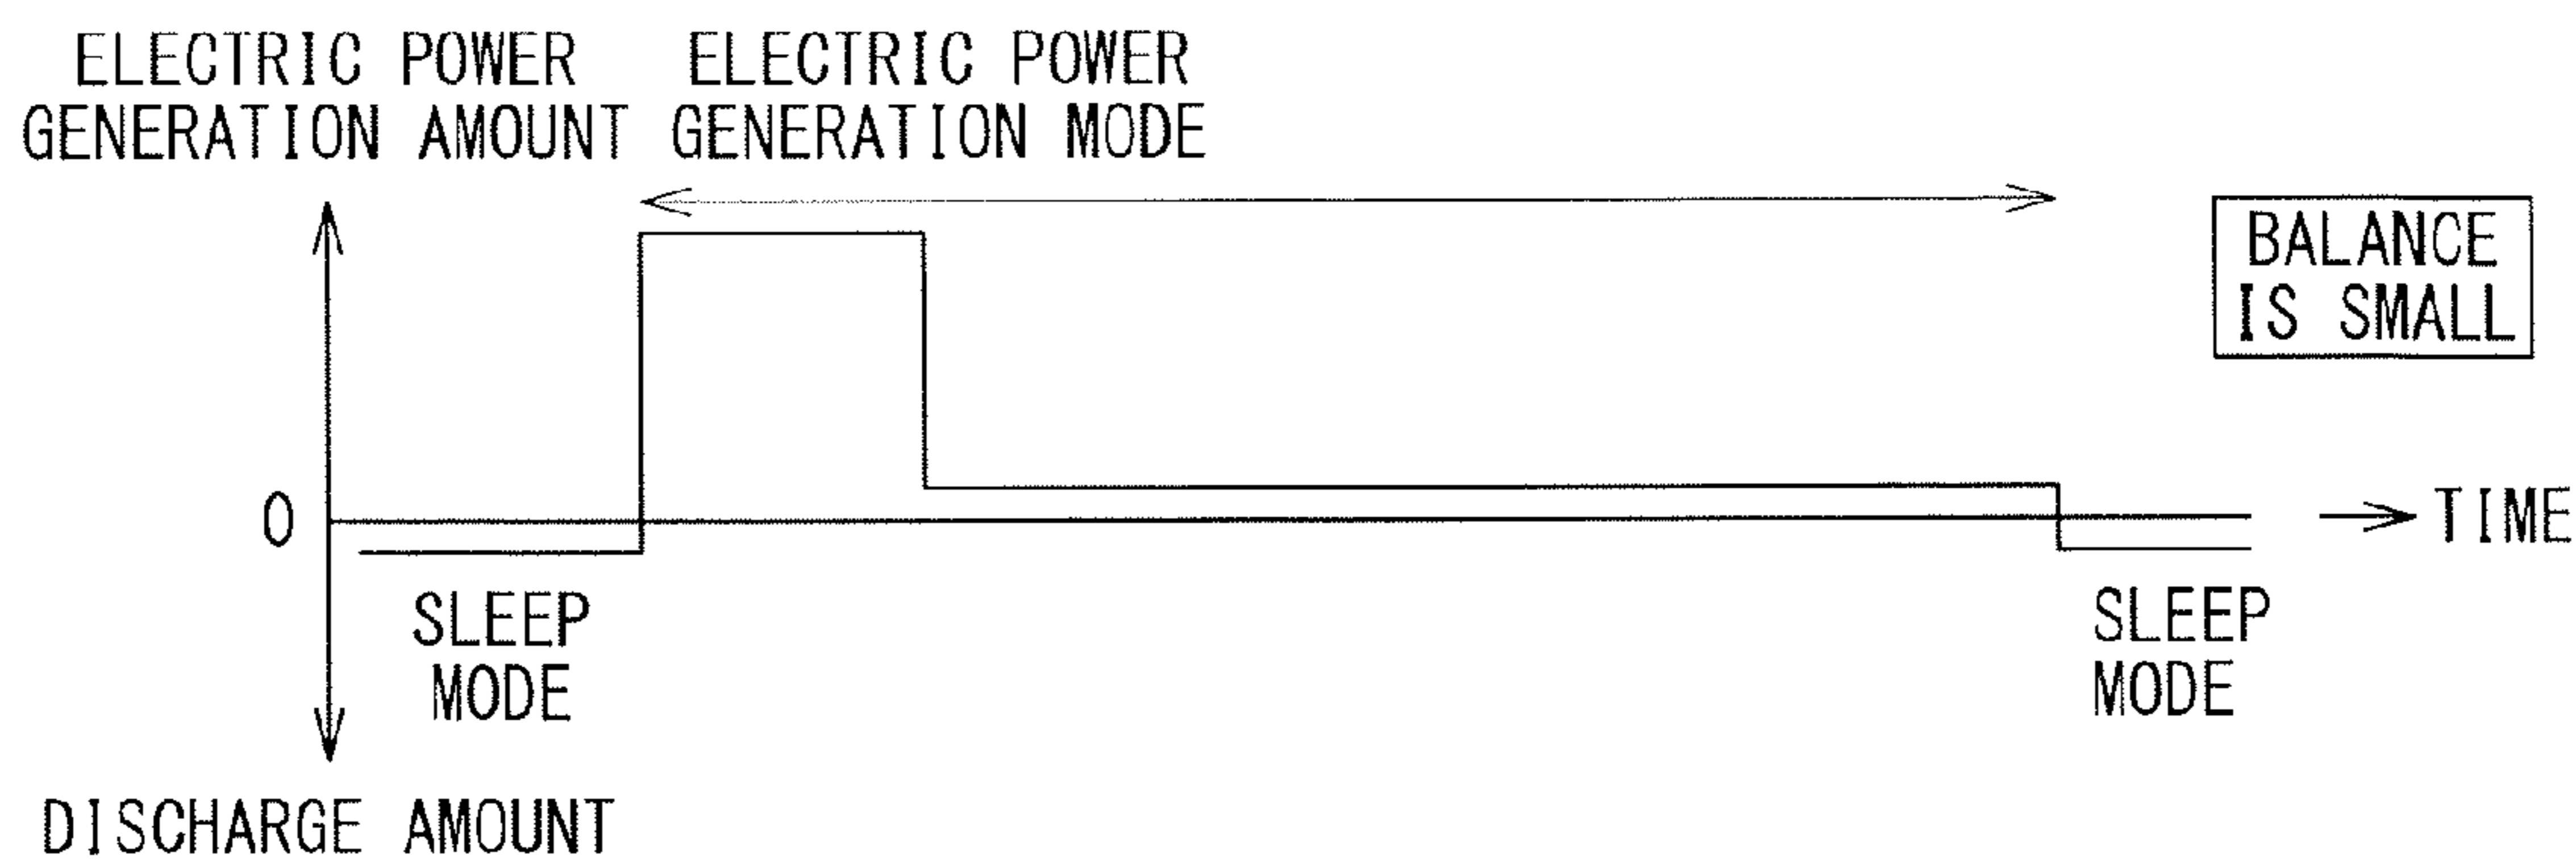 ELECTRIC POWER
GENERATION AMOUNT
ELECTRIC POWER
GENERATION MODE
BALANCE
IS SMALL
0
TIME
SLEEP
MODE
SLEEP
MODE
DISCHARGE AMOUNT